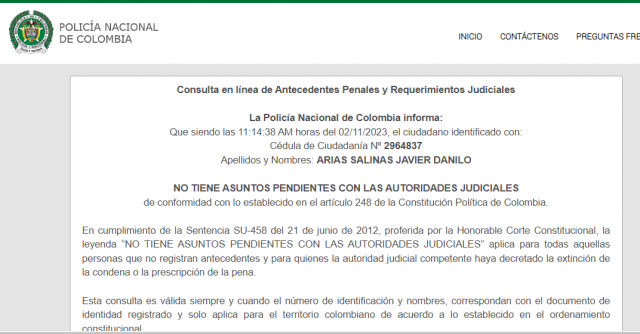 POLICÍA NACIONAL
DE COLOMBIA
INICIO CONTÁCTENOS PREGUNTAS FRE
Consulta en línea de Antecedentes Penales y Requerimientos Judiciales
La Policía Nacional de Colombia informa:
Que siendo las 11:14:38 AM horas del 02/11/2023, el ciudadano identificado con:
Cédula de Ciudadanía Nº 2964837
Apellidos y Nombres: ARIAS SALINAS JAVIER DANILO
NO TIENE ASUNTOS PENDIENTES CON LAS AUTORIDADES JUDICIALES
de conformidad con lo establecido en el artículo 248 de la Constitución Política de Colombia.
En cumplimiento de la Sentencia SU-458 del 21 de junio de 2012, proferida por la Honorable Corte Constitucional, la
leyenda "NO TIENE ASUNTOS PENDIENTES CON LAS AUTORIDADES JUDICIALES" aplica para todas aquellas
personas que no registran antecedentes y para quienes la autoridad judicial competente haya decretado la extinción de
la condena o la prescripción de la pena.
Esta consulta es válida siempre y cuando el número de identificación y nombres, correspondan con el documento de
identidad registrado y solo aplica para el territorio colombiano de acuerdo a lo establecido en el ordenamiento
constitucional.